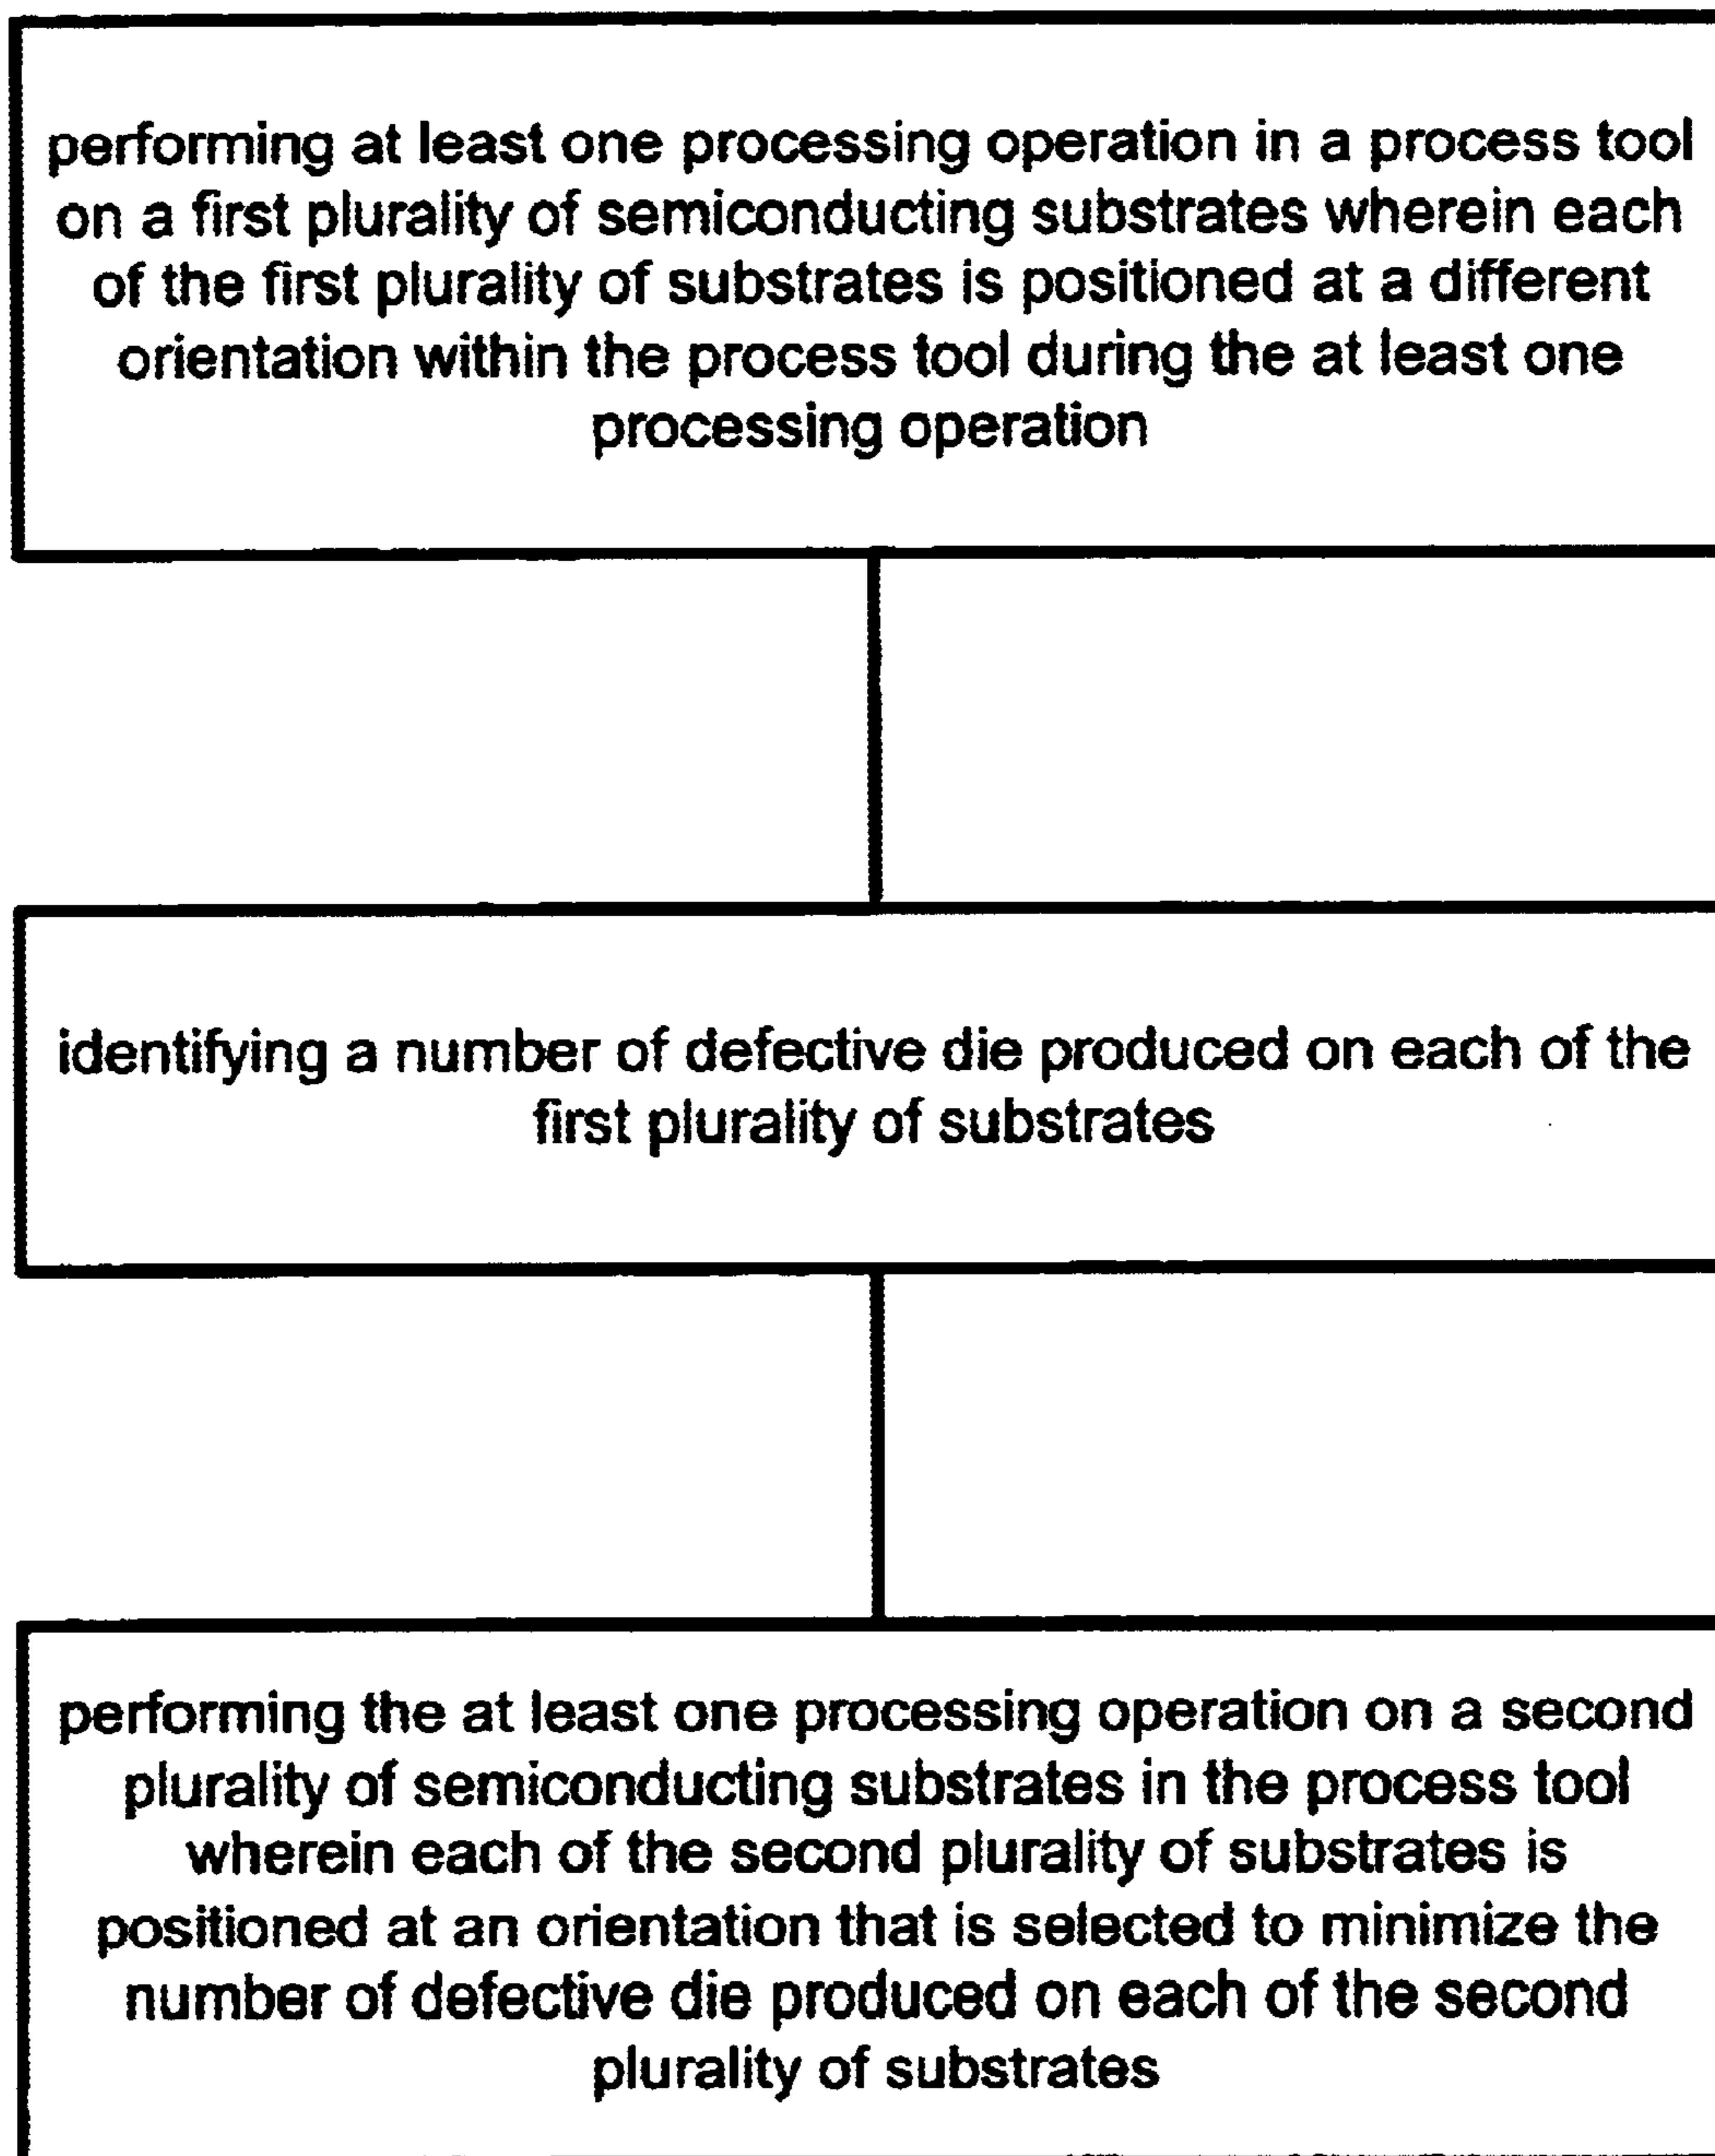 performing at least one processing operation in a process tool
on a first plurality of semiconducting substrates wherein each
of the first plurality of substrates is positioned at a different
orientation within the process tool during the at least one
processing operation
identifying a number of defective die produced on each of the
first plurality of substrates
performing the at least one processing operation on a second
plurality of semiconducting substrates in the process tool
wherein each of the second plurality of substrates is
positioned at an orientation that is selected to minimize the
number of defective die produced on each of the second
plurality of substrates